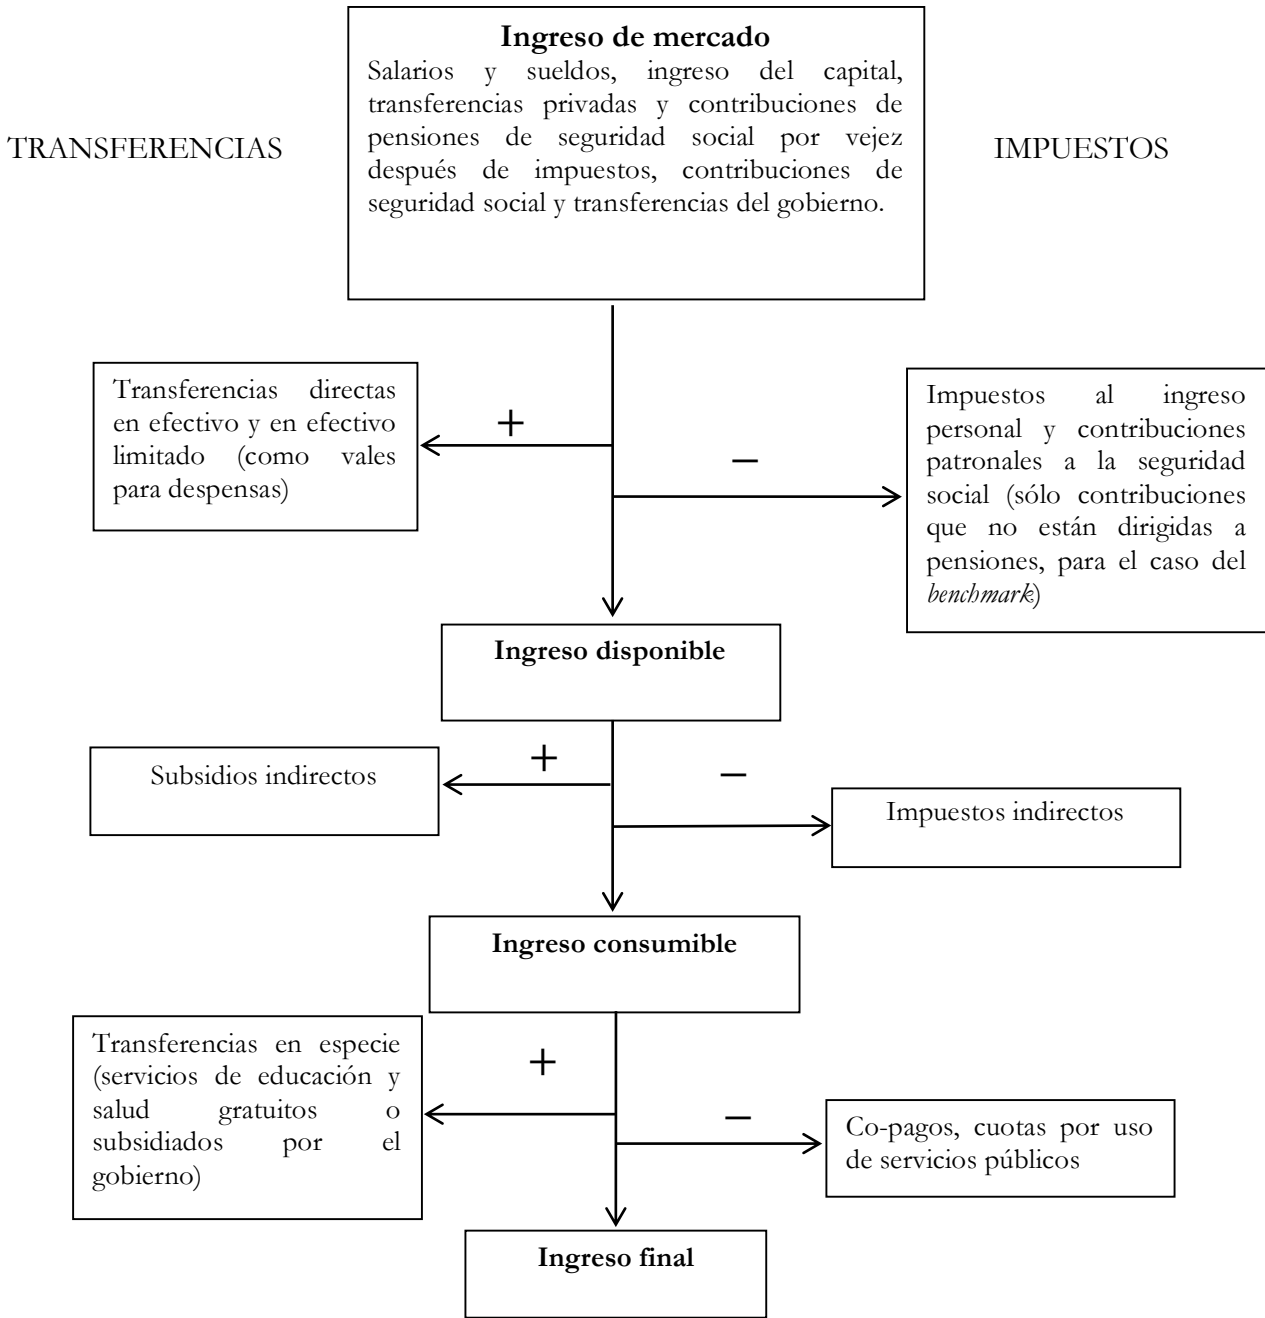 Ingreso de mercado
Salarios y sueldos, ingreso del capital,
transferencias privadas y contribuciones de
pensiones de seguridad social por vejez
después de impuestos, contribuciones de
seguridad social y transferencias del gobierno.
TRANSFERENCIAS
IMPUESTOS
Transferencias directas
en efectivo y en efectivo
limitado (como vales
para despensas)
+
−
Impuestos al ingreso
personal y contribuciones
patronales a la seguridad
social (sólo contribuciones
que no están dirigidas a
pensiones, para el caso del
benchmark)
Ingreso disponible
Subsidios indirectos
+
−
Impuestos indirectos
Ingreso consumible
Transferencias en especie
(servicios de educación y
salud gratuitos o
subsidiados por el
gobierno)
+
−
Co-pagos, cuotas por uso
de servicios públicos
Ingreso final